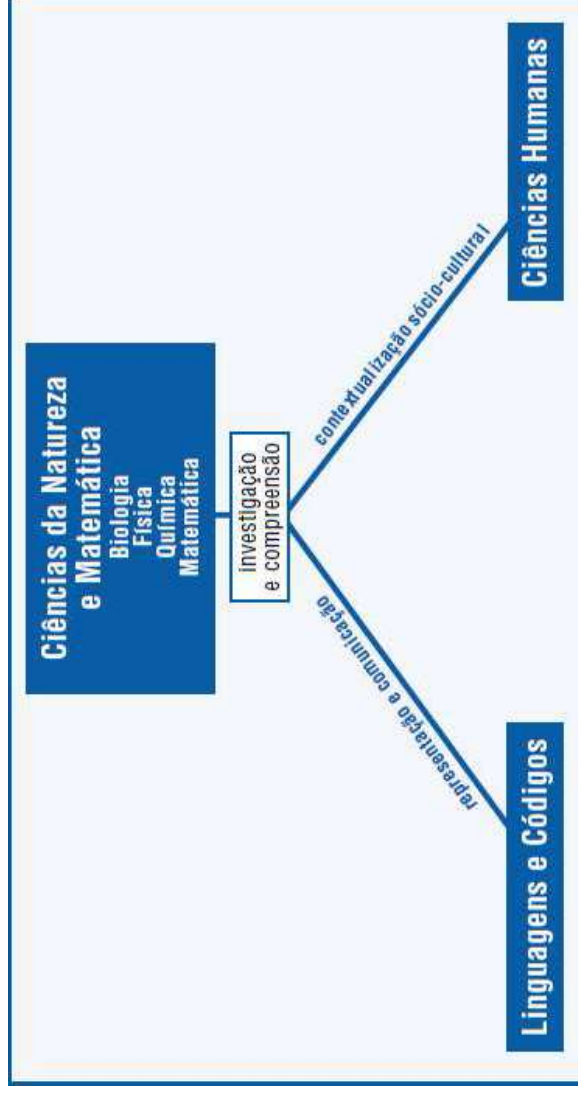 Ciências da Natureza
e Matemática
Biologia
Física
Química
Matemática
investigação
e compreensão
representação e comunicação
contextualização sócio-cultural
Linguagens e Códigos
Ciências Humanas